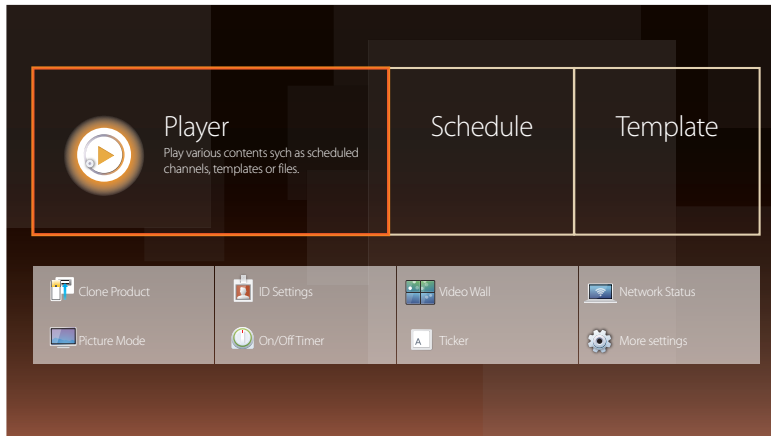 Player
Play various contents sych as scheduled
channels, templates or files.
Schedule
Template
Clone Product
ID Settings
Video Wall
Network Status
Picture Mode
On/Off Timer
A
Ticker
More settings